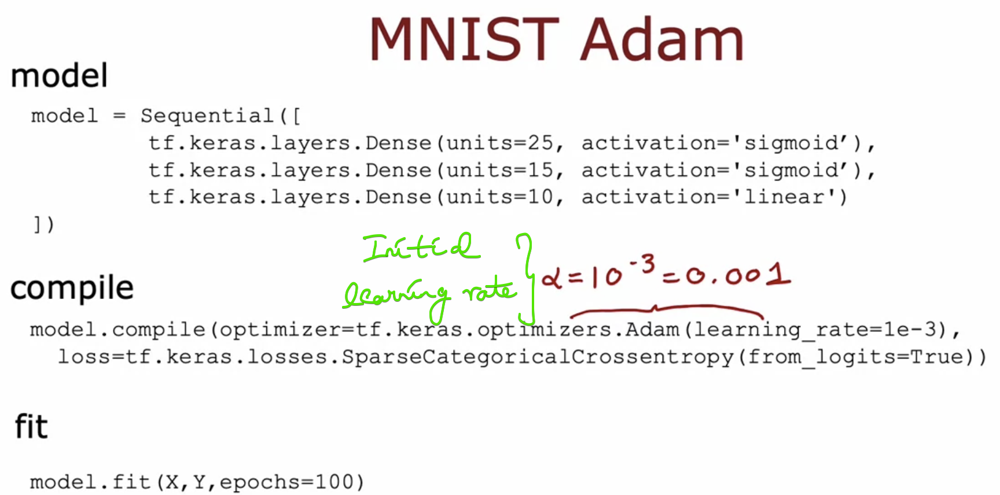 MNIST Adam
model
model = Sequential([
tf.keras.layers.Dense(units=25, activation='sigmoid’),
tf.keras.layers.Dense(units=15, activation='sigmoid’),
tf.keras.layers.Dense(units=10, activation='linear')
])
Initial
learning rate } α=10⁻³=0.001
compile
model.compile(optimizer=tf.keras.optimizers.Adam(learning_rate=1e-3),
loss=tf.keras.losses.SparseCategoricalCrossentropy(from_logits=True))
fit
model.fit(X,Y,epochs=100)